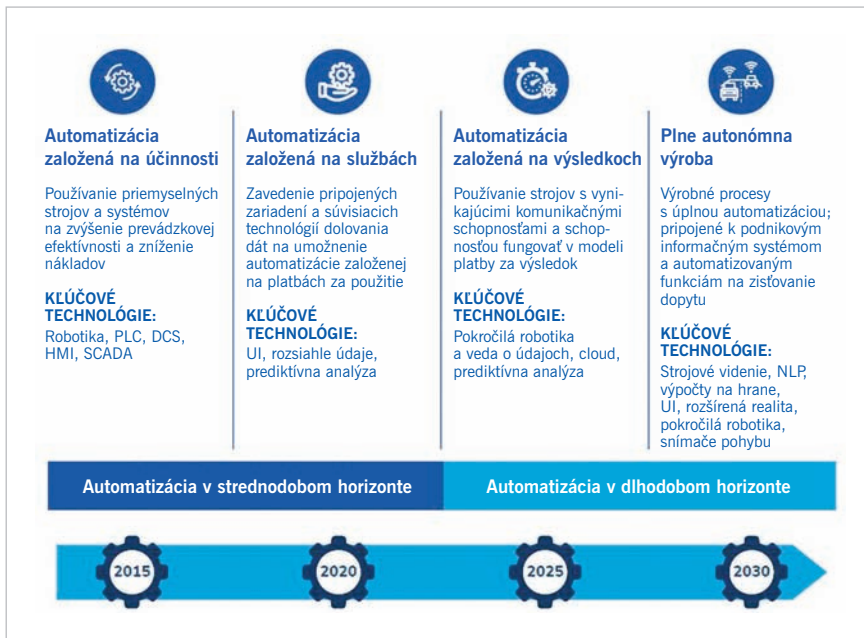 Automatizácia
založená na účinnosti
Používanie priemyselných
strojov a systémov
na zvýšenie prevádzkovej
efektívnosti a zníženie
nákladov
KĽÚČOVÉ
TECHNOLÓGIE:
Robotika, PLC, DCS,
HMI, SCADA
Automatizácia
založená na službách
Zavedenie pripojených
zariadení a súvisiacich
technológií dolovania
dát na umožnenie
automatizácie založenej
na platbách za použitie
KĽÚČOVÉ
TECHNOLÓGIE:
UI, rozsiahle údaje,
prediktívna analýza
Automatizácia
založená na výsledkoch
Používanie strojov s vyni-
kajúcimi komunikačnými
schopnosťami a schop-
nosťou fungovať v modeli
platby za výsledok
KĽÚČOVÉ
TECHNOLÓGIE:
Pokročilá robotika
a veda o údajoch, cloud,
prediktívna analýza
Plne autonómna
výroba
Výrobné procesy
s úplnou automatizáciou;
pripojené k podnikovým
informačným systémom
a automatizovaným
funkciám na zisťovanie
dopytu
KĽÚČOVÉ
TECHNOLÓGIE:
Strojové videnie, NLP,
výpočty na hrane,
UI, rozšírená realita,
pokročilá robotika,
snímače pohybu
Automatizácia v strednodobom horizonte
Automatizácia v dlhodobom horizonte
2015
2020
2025
2030